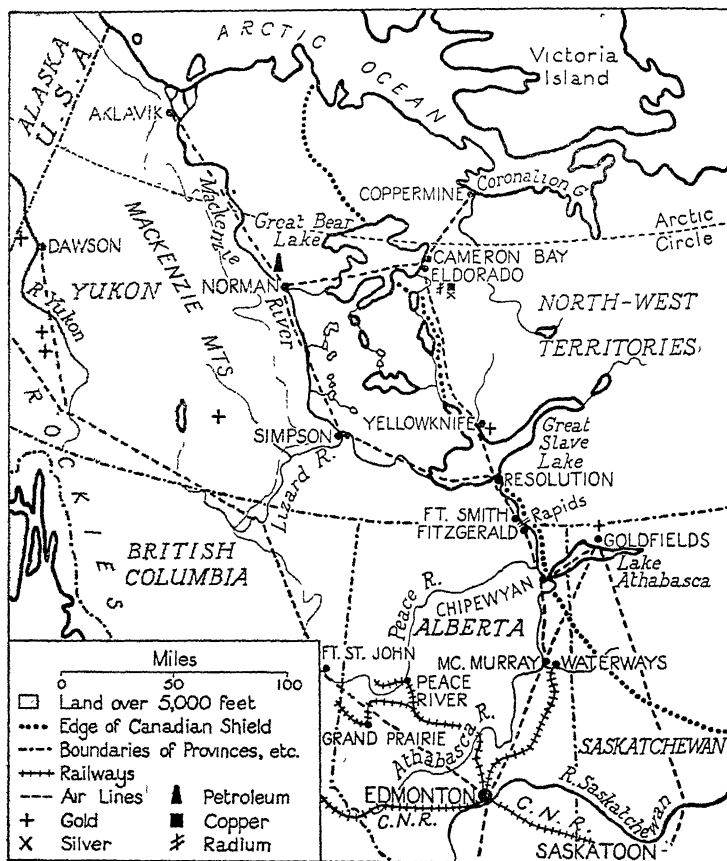 ARCTIC OCEAN
Victoria
Island
ALASKA
U.S.A
AKLAVIK
COPPERMINE
Coronation G
Mackenzie
River
Great Bear
Lake
Arctic
Circle
MACKENZIE MTS
DAWSON
YUKON
R. Yukon
NORMAN
CAMERON BAY
ELDORADO
NORTH-WEST
TERRITORIES
ROCKIES
YELLOWKNIFE
SIMPSON
Great
Slave
Lake
Lizard R.
RESOLUTION
FT. SMITH
Rapids
FITZGERALD
GOLDFIELDS
Lake
Athabasca
BRITISH
COLUMBIA
Peace R.
CHIPEWYAN
ALBERTA
FT. ST. JOHN
MC. MURRAY
WATERWAYS
PEACE
RIVER
GRAND PRAIRIE
Athabasca R.
SASKATCHEWAN
EDMONTON
R. Saskatchewan
C.N.R.
C.N.R.
SASKATOON
Miles
0 50 100
Land over 5,000 feet
Edge of Canadian Shield
Boundaries of Provinces, etc.
Railways
Air Lines
Petroleum
Gold
Copper
Silver
Radium